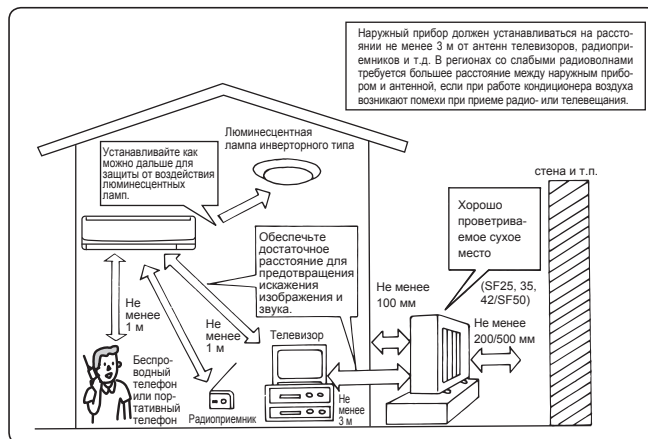 Наружный прибор должен устанавливаться на рассто-
янии не менее 3 м от антенн телевизоров, радиопри-
емников и т.д. В регионах со слабыми радиоволнами
требуется большее расстояние между наружным прибо-
ром и антенной, если при работе кондиционера воздуха
возникают помехи при приеме радио- или телевещания.
Люминесцентная
лампа инверторного типа
Устанавливайте как
можно дальше для
защиты от воздействия
люминесцентных
ламп.
стена и т.п.
Хорошо
проветрива-
емое сухое
место
Обеспечьте
достаточное
расстояние для
предотвращения
искажения
изображения и
звука.
Не менее
100 мм
(SF25, 35,
42/SF50)
Не менее
200/500 мм
Не
менее
1 м
Не
менее
1 м
Телевизор
Беспро-
водный
телефон
или пор-
тативный
телефон
Радиоприемник
Не
менее
3 м